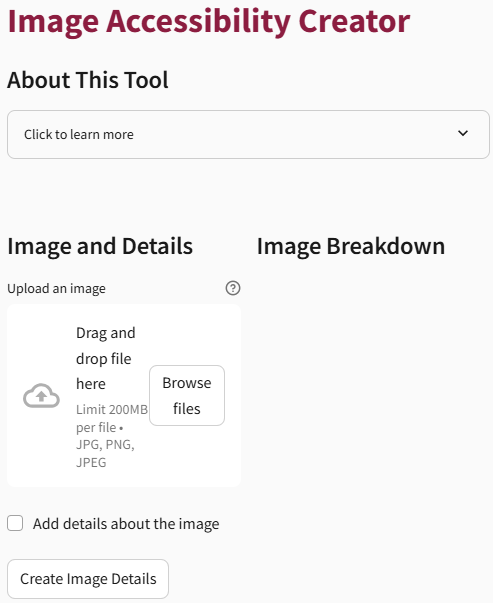 Image Accessibility Creator
About This Tool
Click to learn more
Image and Details
Image Breakdown
Upload an image
Drag and
drop file
here
Limit 200MB
per file •
JPG, PNG,
JPEG
Browse
files
Add details about the image
Create Image Details